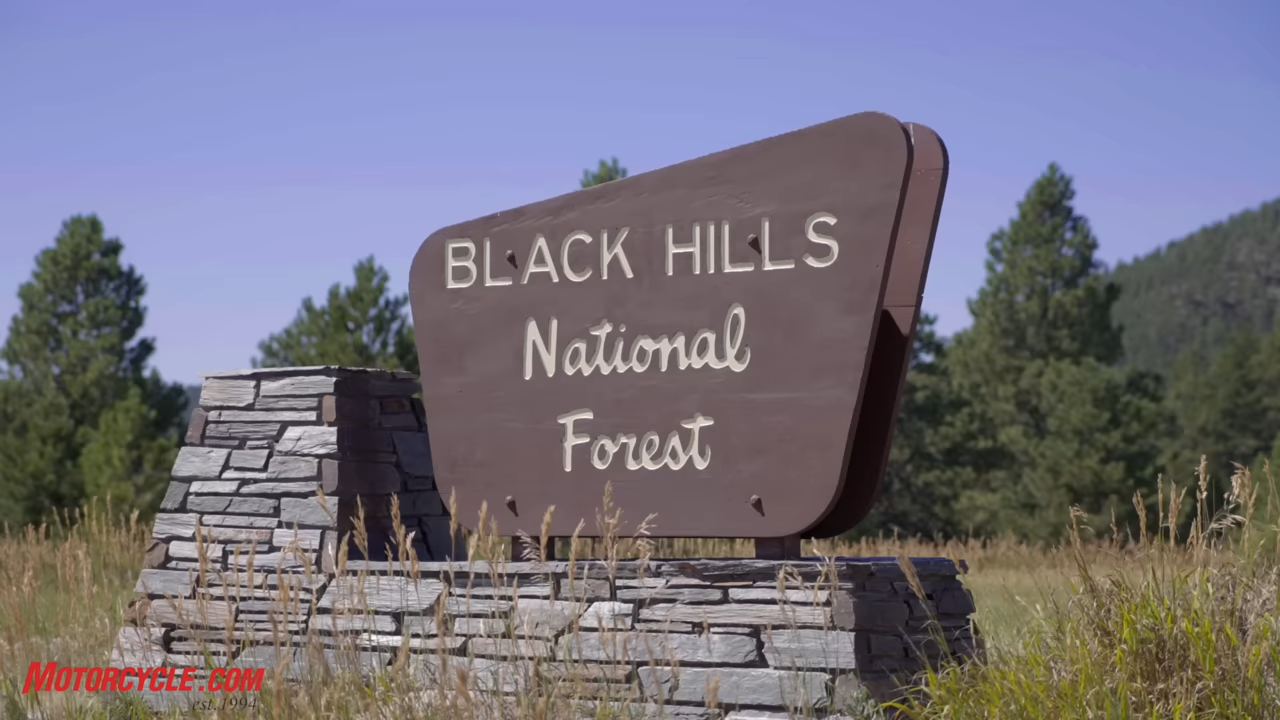 BLACK HILLS
National
Forest
MOTORCYCLE.COM
est.1994